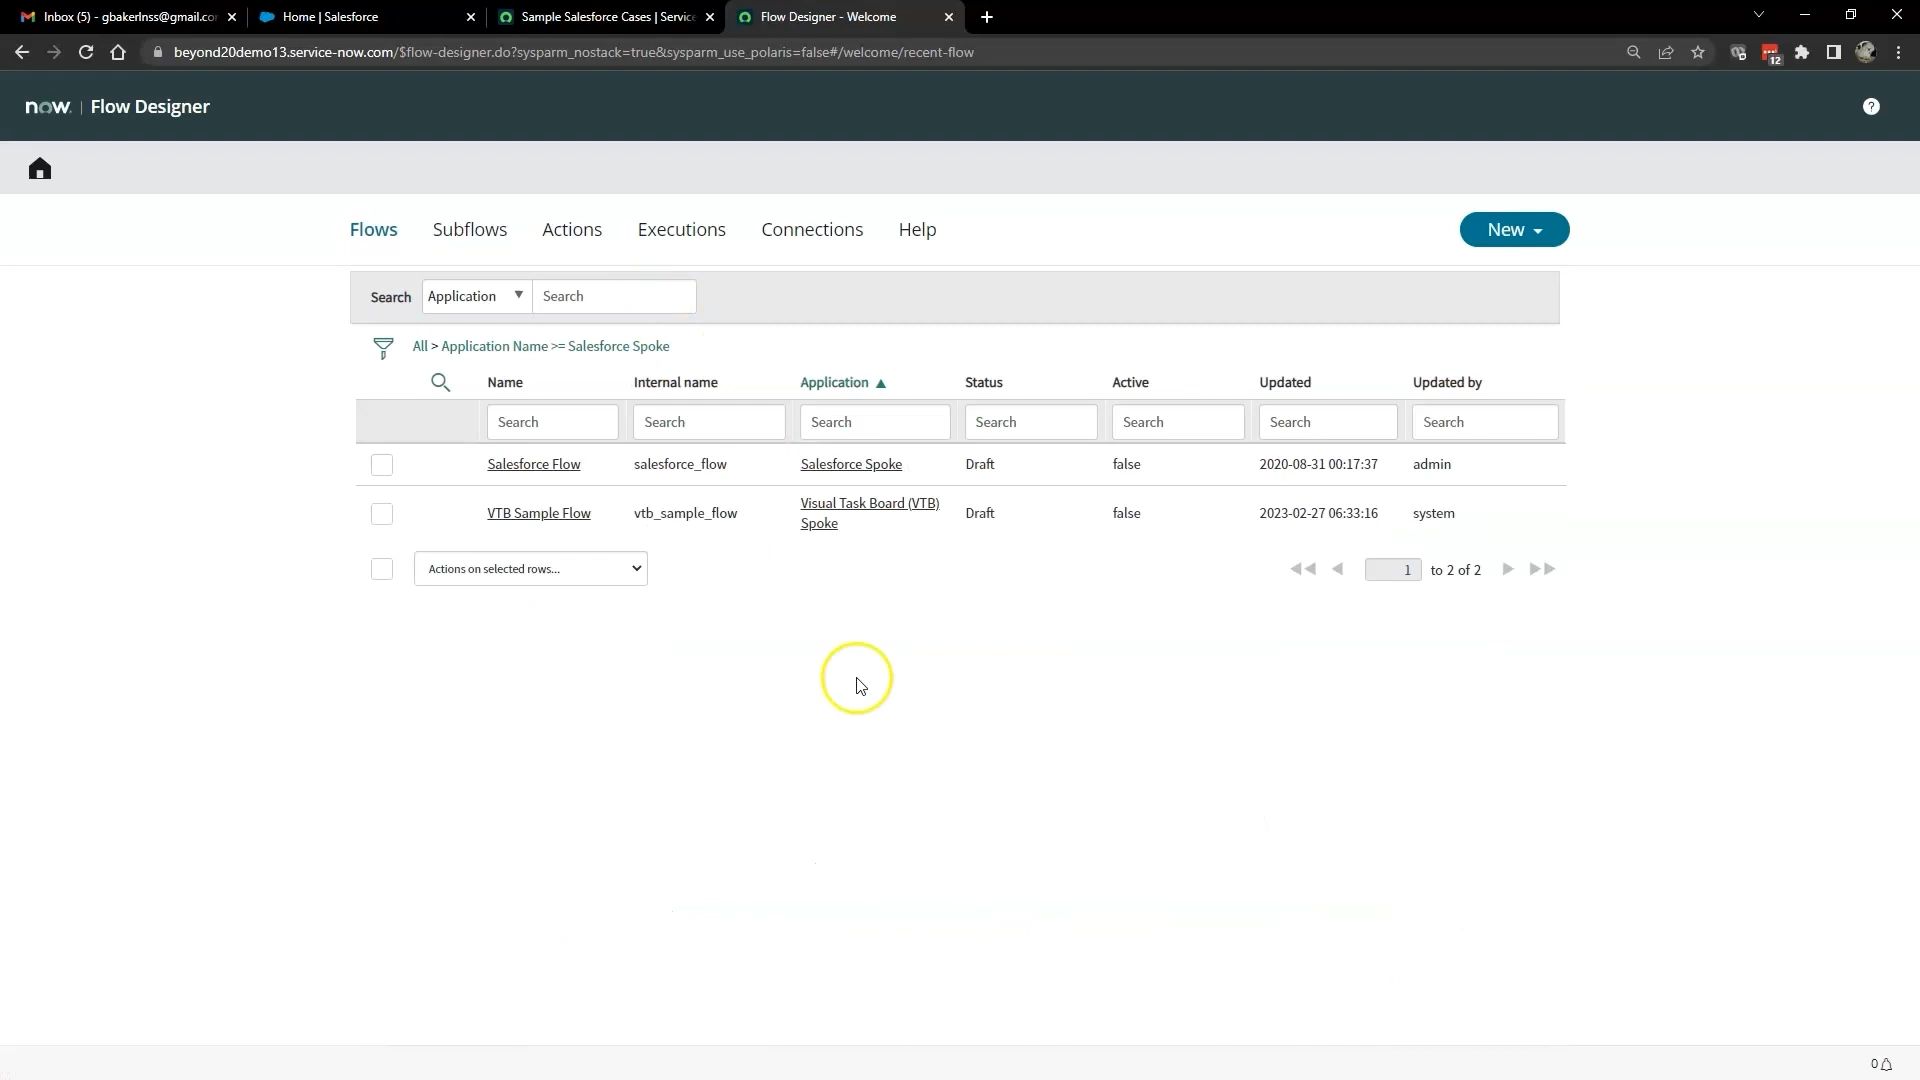 Inbox (5) - gbakerlnss@gmail.co
Home | Salesforce
Sample Salesforce Cases | Service
Flow Designer - Welcome
beyond20demo13.service-now.com/$flow-designer.do?sysparm_nostack=true&sysparm_use_polaris=false#/welcome/recent-flow
12
now. | Flow Designer
?
Flows Subflows Actions Executions Connections Help New
Search Application Search
All > Application Name >= Salesforce Spoke
Name Internal name Application Status Active Updated Updated by
Search Search Search Search Search Search Search
Salesforce Flow salesforce_flow Salesforce Spoke Draft false 2020-08-31 00:17:37 admin
VTB Sample Flow vtb_sample_flow Visual Task Board (VTB) Spoke Draft false 2023-02-27 06:33:16 system
Actions on selected rows... 1 to 2 of 2
0